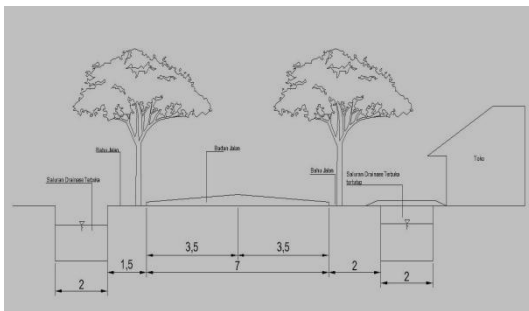 Bahu Jalan
Badan Jalan
Bahu Jalan
Saluran Drainase Terbuka
Saluran Drainase Terbuka
tertutup
Toko
3,5
3,5
1,5
7
2
2
2